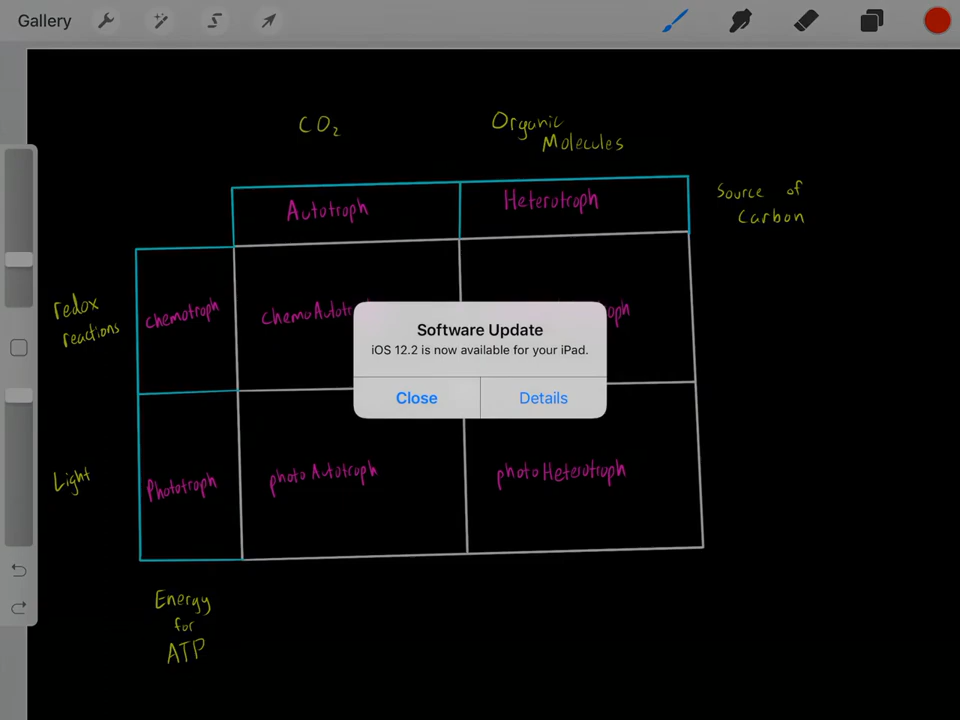 Gallery
CO₂
Organic
Molecules
Autotroph
Heterotroph
Source of
Carbon
redox
reactions
chemotroph
Software Update
iOS 12.2 is now available for your iPad.
Close
Details
Light
Phototroph
photo Autotroph
photo Heterotroph
Energy
for
ATP